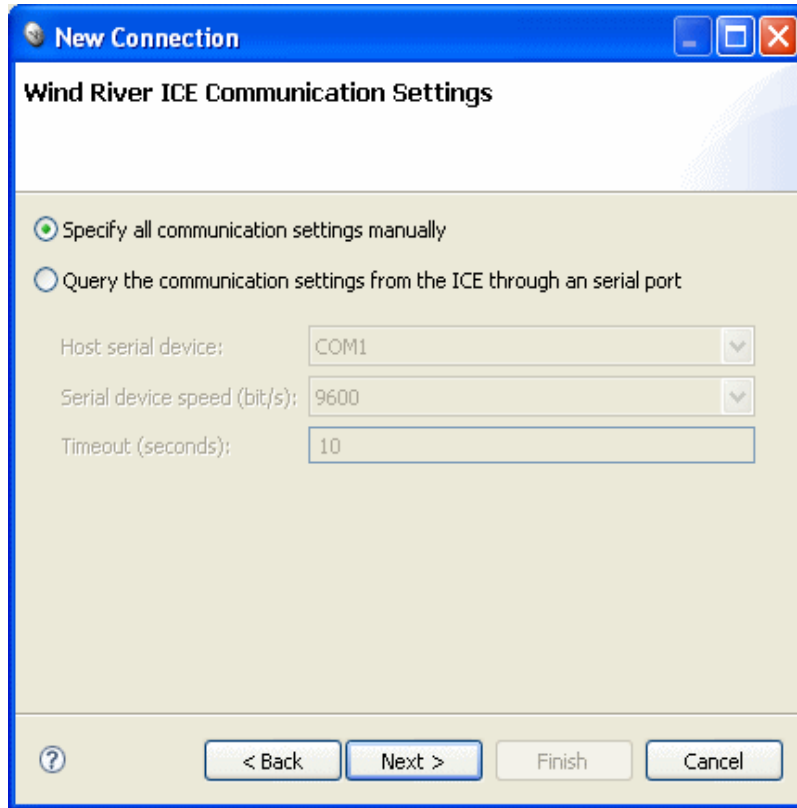 New Connection
Wind River ICE Communication Settings
Specify all communication settings manually
Query the communication settings from the ICE through an serial port
Host serial device: COM1
Serial device speed (bit/s): 9600
Timeout (seconds): 10
? < Back Next > Finish Cancel